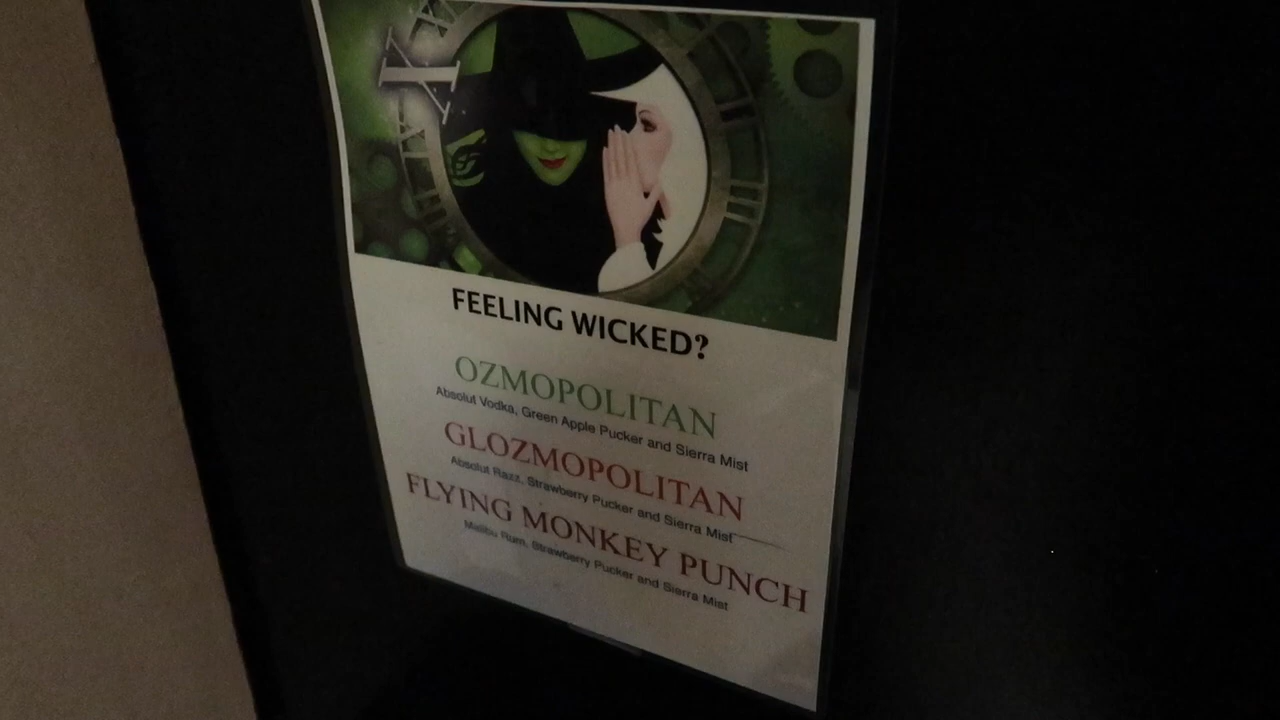 FEELING WICKED?
OZMOPOLITAN
Absolut Vodka, Green Apple Pucker and Sierra Mist
GLOZMOPOLITAN
Absolut Razz, Strawberry Pucker and Sierra Mist
FLYING MONKEY PUNCH
Malibu Rum, Strawberry Pucker and Sierra Mist